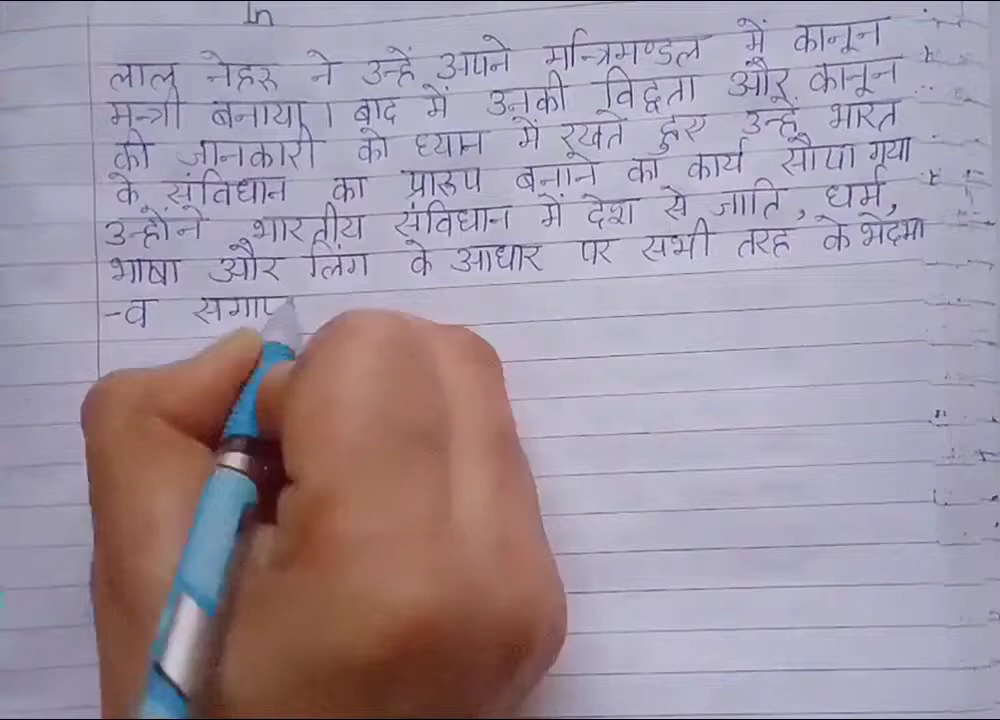 In
लाल नेहरू ने उन्हें अपने मन्त्रिमण्डल में कानून
मन्त्री बनाया। बाद में उनकी विद्वता और कानून
की जानकारी को ध्यान में रखते हुए उन्हें भारत
के संविधान का प्रारूप बनाने का कार्य सौंपा गया
उन्होंने भारतीय संविधान में देश से जाति, धर्म,
भाषा और लिंग के आधार पर सभी तरह के भेदभा
-व